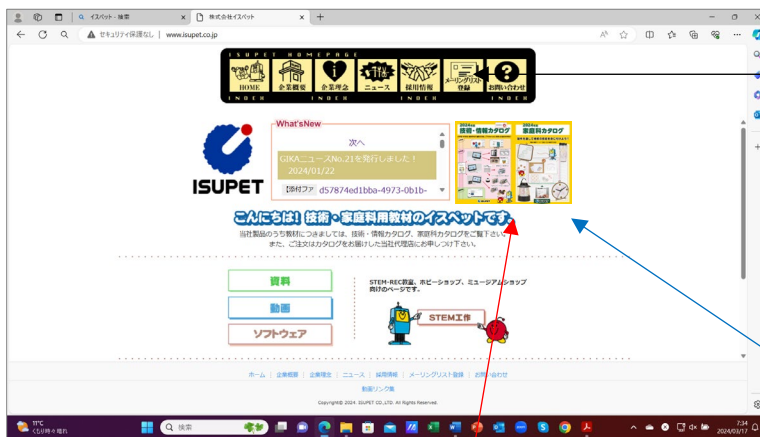 イスペット - 検索
株式会社イスペット
セキュリティ保護なし
www.isupet.co.jp
ISUPET HOMEPAGE
HOME
企業概要
企業理念
ニュース
採用情報
メーリングリスト
登録
お問い合わせ
INDEX INDEX INDEX INDEX
What'sNew
次へ
GIKAニュースNo.21を発行しました！
2024/01/22
【添付ファ
d57874ed1bba-4973-0b1b-
技術・情報カタログ
家庭科カタログ
ISUPET
こんにちは! 技術・家庭科用教材のイスペットです。
当社製品のうち教材につきましては、技術・情報カタログ、家庭科カタログをご覧下さい。
また、ご注文はカタログをお届けした当社代理店にお申しつけ下さい。
資料
動画
ソフトウェア
STEM-REC教室、ホビーショップ、ミュージアムショップ
向けのページです。
STEM工作
ホーム | 企業概要 | 企業理念 | ニュース | 採用情報 | メーリングリスト登録 | お問い合わせ
動画リンク集
Copyright© 2024 ISUPET CO.,LTD. All Rights Reserved.
11°C
くもり時々晴れ
検索
7:34
2024/03/17